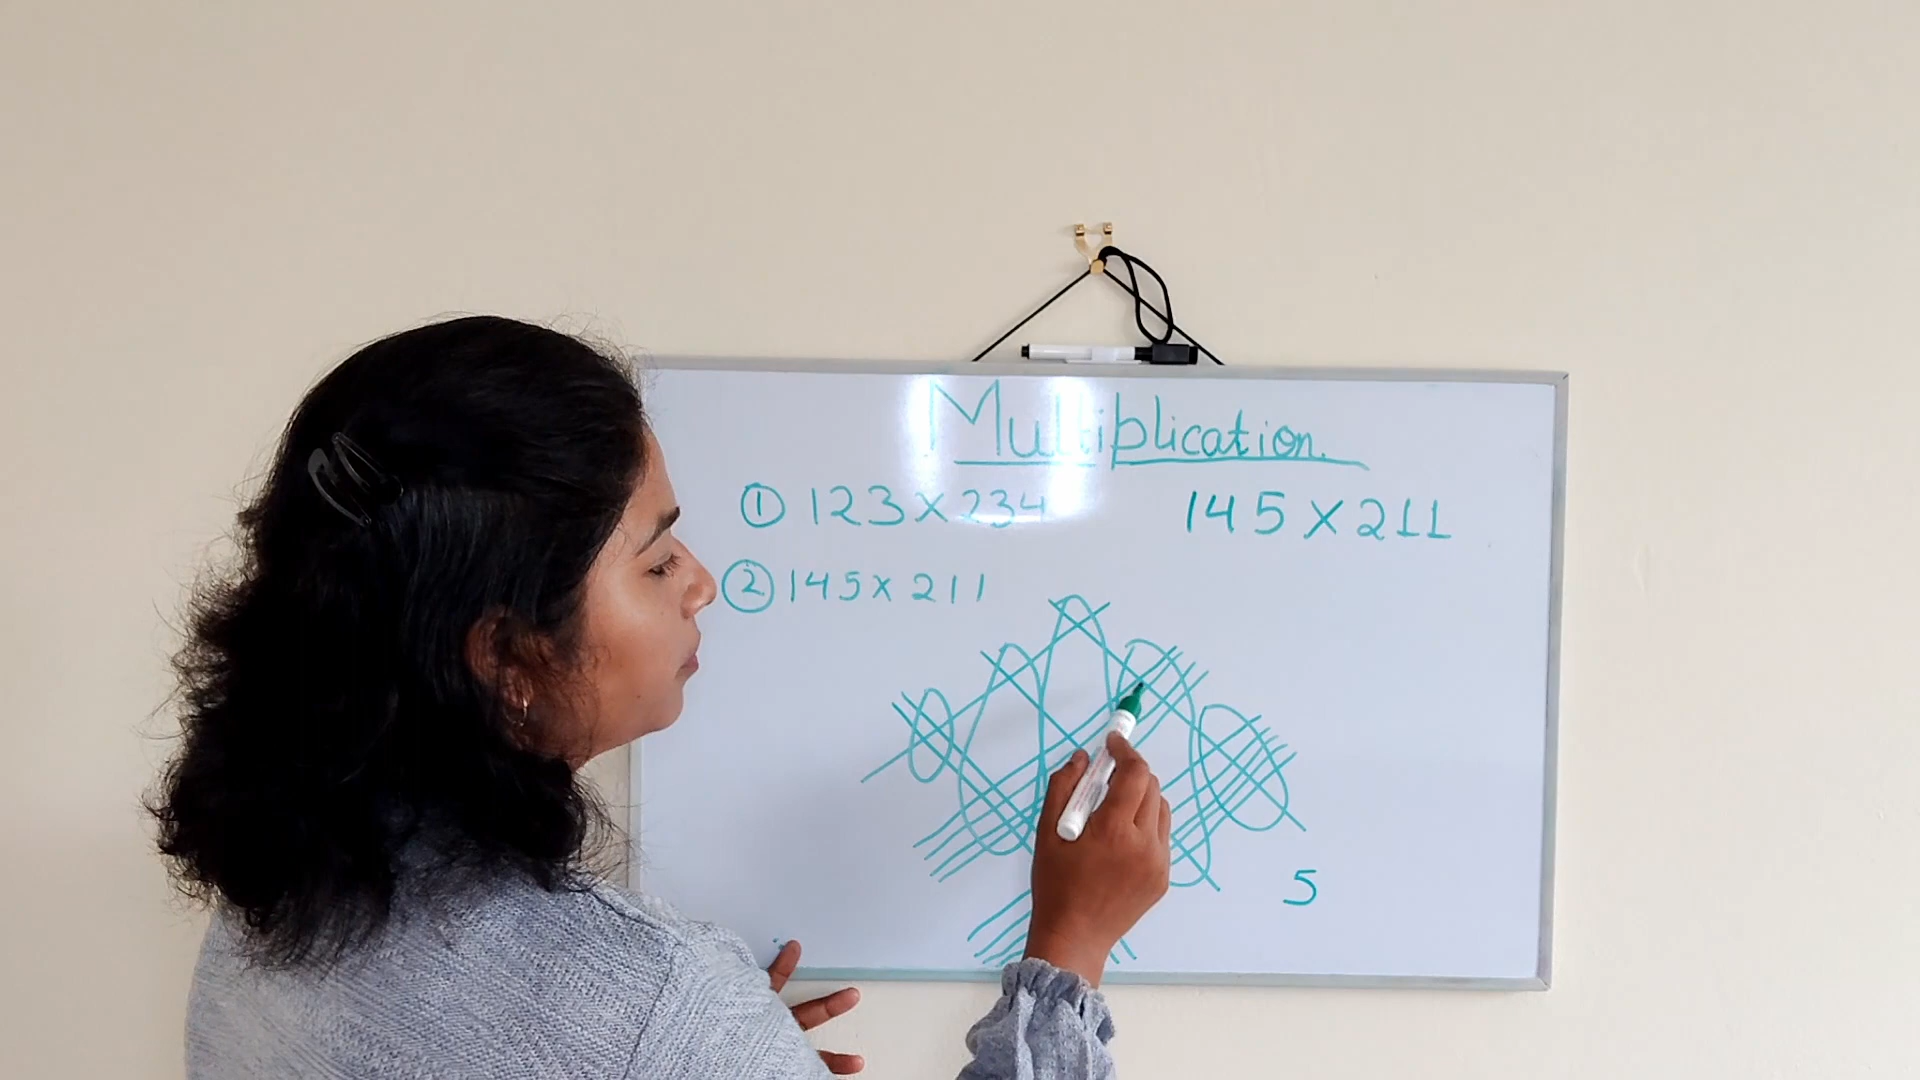 Multiplication.
① 123 x 234
145 x 211
② 145 x 211
5